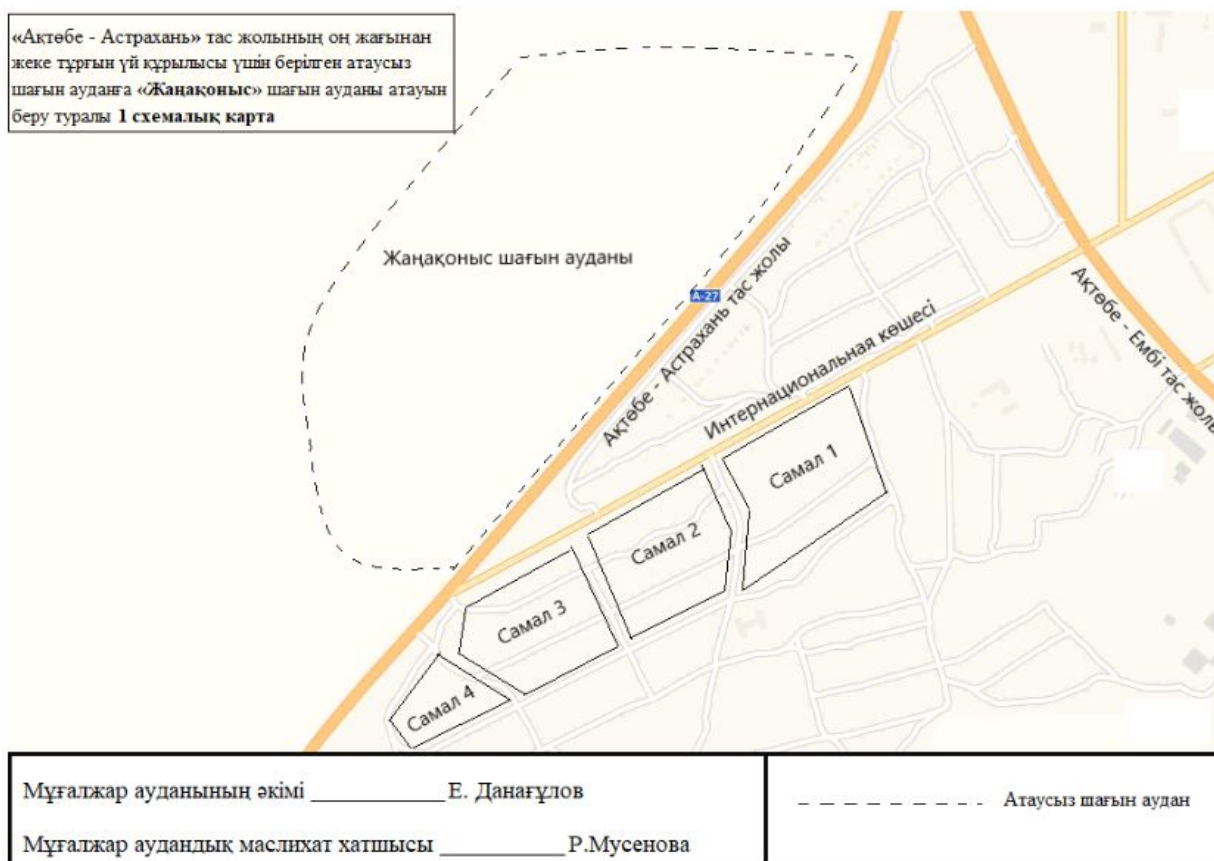 «Ақтөбе - Астрахань» тас жолының оң жағынан
жеке тұрғын үй құрылысы үшін берілген атаусыз
шағын ауданға «Жаңақоныс» шағын ауданы атауын
беру туралы 1 схемалық карта
Жаңақоныс шағын ауданы
А-27
Ақтөбе - Астрахань тас жолы
Интернациональная көшесі
Ақтөбе - Ембі тас жолы
Самал 1
Самал 2
Самал 3
Самал 4
Мұғалжар ауданының әкімі __________ Е. Данағұлов
Мұғалжар аудандық маслихат хатшысы __________ Р.Мусенова
Атаусыз шағын аудан